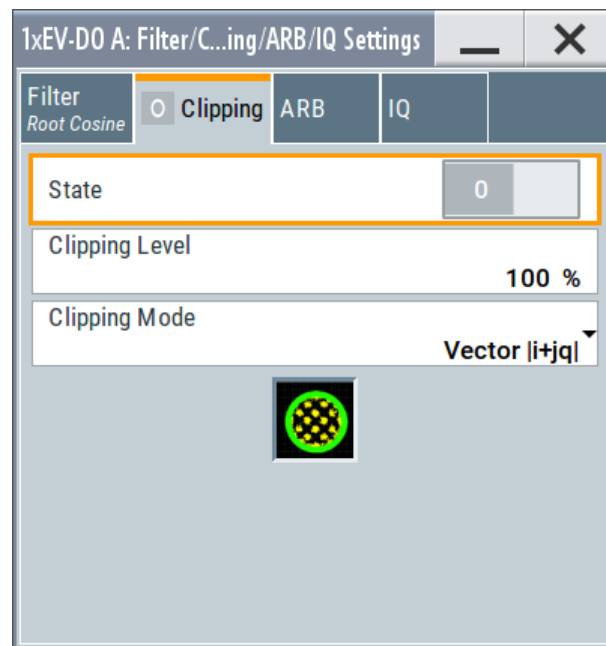 1xEV-DO A: Filter/C...ing/ARB/IQ Settings
Filter
Root Cosine
O Clipping
ARB
IQ
State
0
Clipping Level
100 %
Clipping Mode
Vector |i+jq|